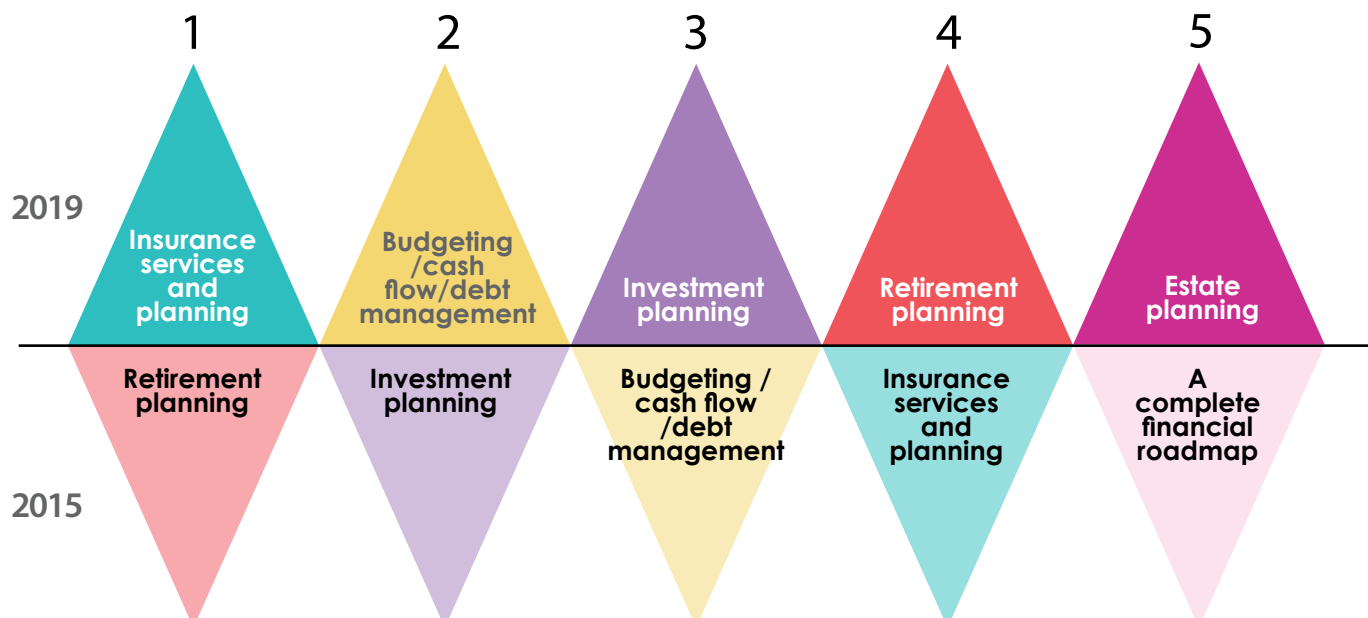 1
2
3
4
5
2019
Insurance
services
and
planning
Budgeting
/cash
flow/debt
management
Investment
planning
Retirement
planning
Estate
planning
Retirement
planning
Investment
planning
Budgeting /
cash flow
/debt
management
Insurance
services
and
planning
A
complete
financial
roadmap
2015